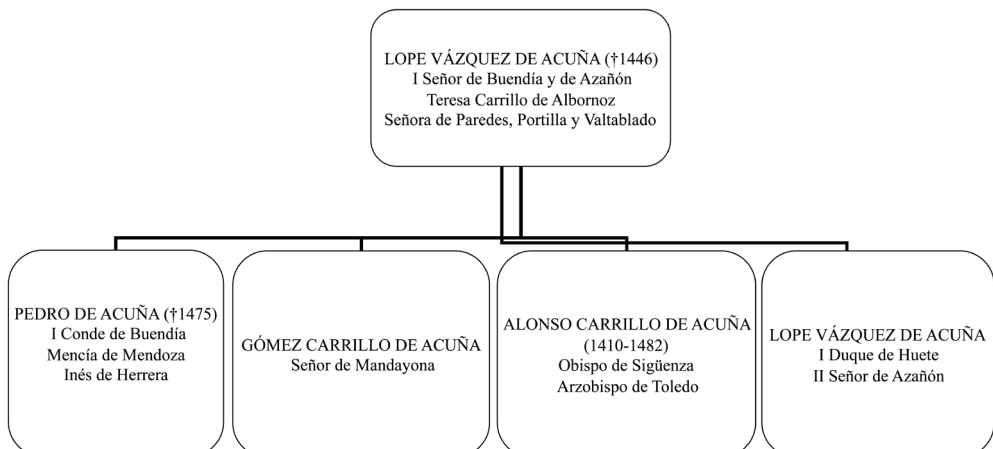 LOPE VÁZQUEZ DE ACUÑA (†1446)
I Señor de Buendía y de Azañón
Teresa Carrillo de Albornoz
Señora de Paredes, Portilla y Valtablado
PEDRO DE ACUÑA (†1475)
I Conde de Buendía
Mencía de Mendoza
Inés de Herrera
GÓMEZ CARRILLO DE ACUÑA
Señor de Mandayona
ALONSO CARRILLO DE ACUÑA
(1410-1482)
Obispo de Sigüenza
Arzobispo de Toledo
LOPE VÁZQUEZ DE ACUÑA
I Duque de Huete
II Señor de Azañón